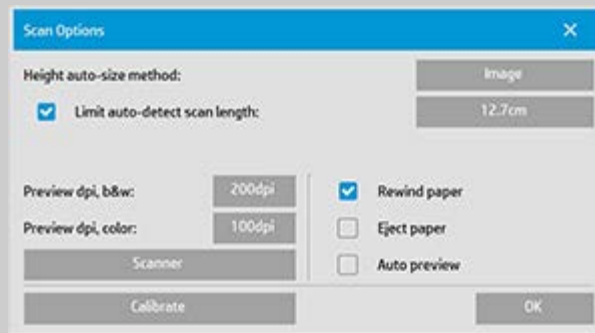 Scan Options
Height auto-size method: Image
Limit auto-detect scan length: 12.7cm
Preview dpi, b&w: 200dpi
Rewind paper
Preview dpi, color: 100dpi
Eject paper
Scanner
Auto preview
Calibrate
OK